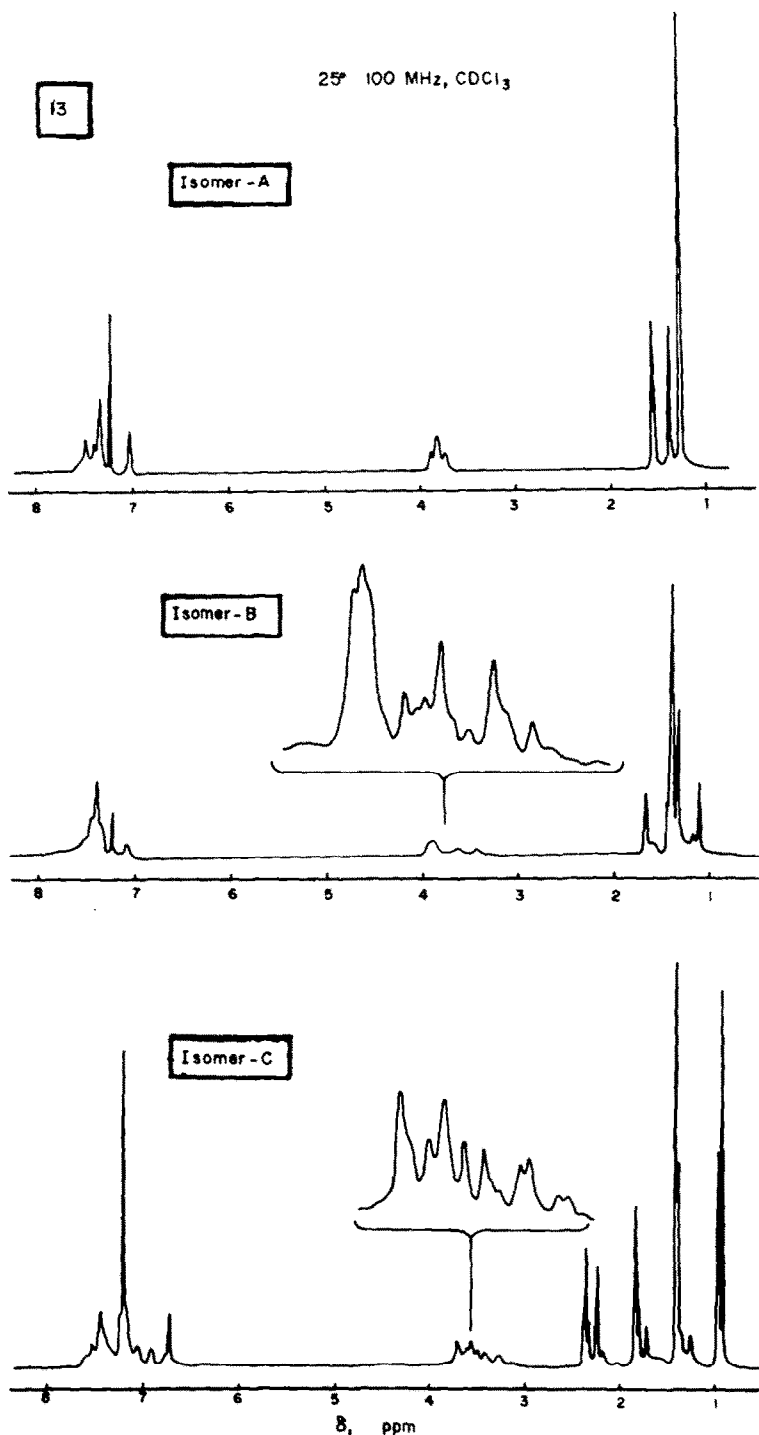 25° 100 MHz, CDCl3
13
Isomer-A
8 7 6 5 4 3 2 1
Isomer-B
8 7 6 5 4 3 2 1
Isomer-C
8 7 6 5 4 3 2 1
δ, ppm